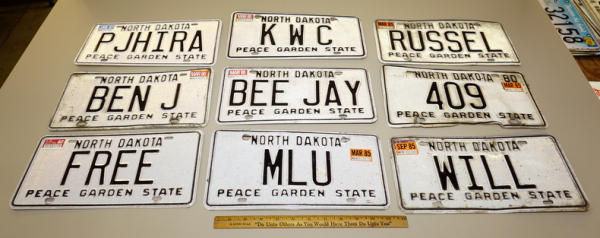 NORTH DAKOTA
PJHIRA
PEACE GARDEN STATE
NORTH DAKOTA
KWC
PEACE GARDEN STATE
MAR 85
NORTH DAKOTA
RUSSEL
PEACE GARDEN STATE
NORTH DAKOTA
BEN J
PEACE GARDEN STATE
NORTH DAKOTA
BEE JAY
PEACE GARDEN STATE
NORTH DAKOTA
80
MAR 85
409
PEACE GARDEN STATE
NORTH DAKOTA
FREE
PEACE GARDEN STATE
NORTH DAKOTA
MLU
MAR 85
PEACE GARDEN STATE
SEP 85
NORTH DAKOTA
WILL
PEACE GARDEN STATE
"Do Unto Others As You Would Have Them Do Unto You"
32158